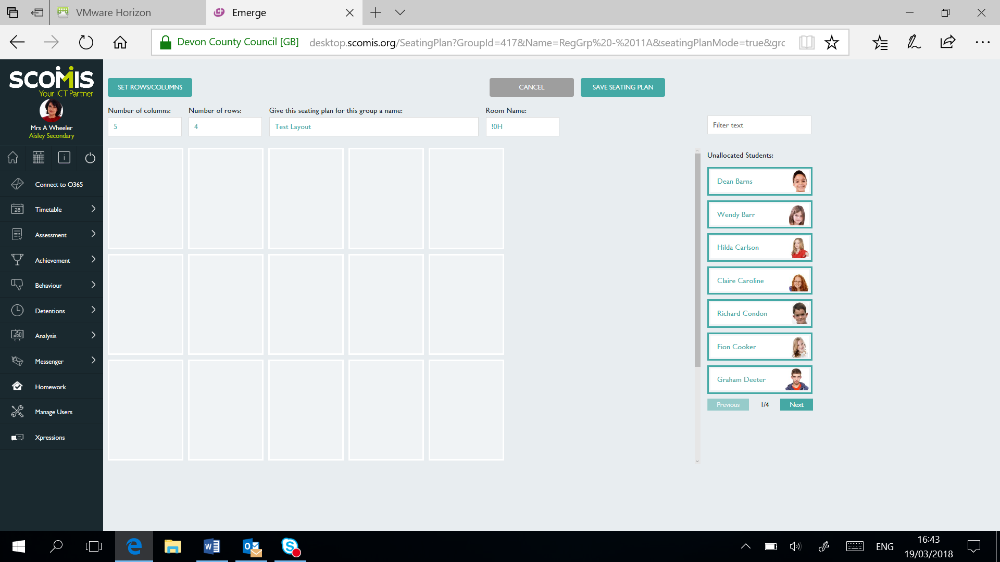 VMware Horizon
Emerge
Devon County Council [GB]
desktop.scomis.org/SeatingPlan?GroupId=417&Name=RegGrp%20-%2011A&seatingPlanMode=true&grc
SCOMIS
Your ICT Partner
Mrs A Wheeler
Aisley Secondary
Connect to O365
28
Timetable
Assessment
Achievement
Behaviour
Detentions
Analysis
Messenger
Homework
Manage Users
Xpressions
SET ROWS/COLUMNS
CANCEL
SAVE SEATING PLAN
Number of columns:
Number of rows:
Give this seating plan for this group a name:
Room Name:
5
4
Test Layout
!0H
Filter text
Unallocated Students:
Dean Barns
Wendy Barr
Hilda Carlson
Claire Caroline
Richard Condon
Fion Cooker
Graham Deeter
Previous
1/4
Next
ENG
16:43
19/03/2018